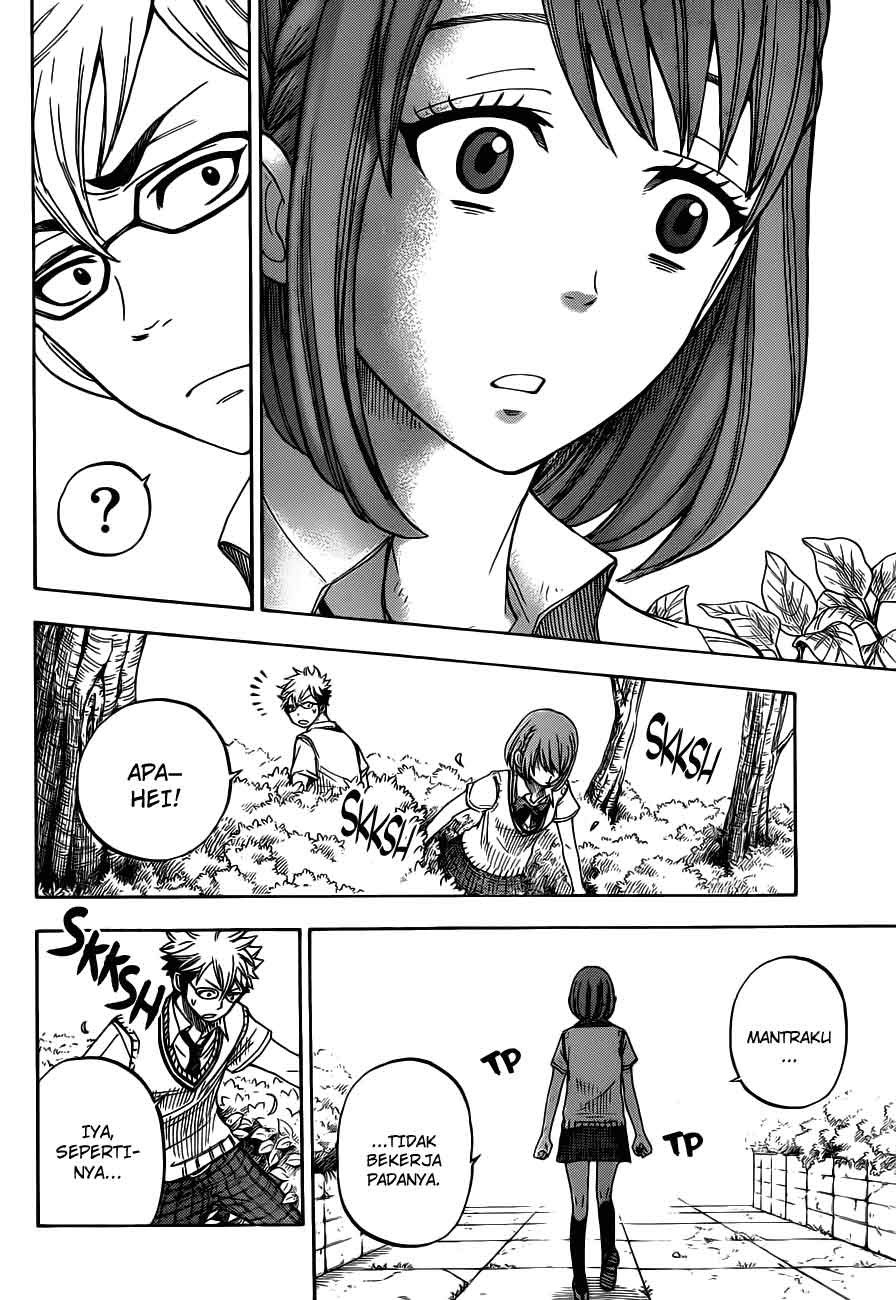 ?
APA-
HEI!
SKKSH
SKKSH
MANTRAKU
...
TP
TP
...TIDAK
BEKERJA
PADANYA.
SKKSH
IYA,
SEPERTI-
NYA...